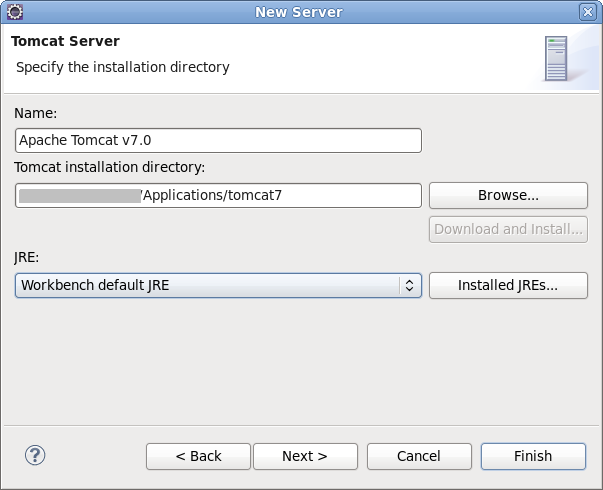 New Server
Tomcat Server
Specify the installation directory
Name:
Apache Tomcat v7.0
Tomcat installation directory:
/Applications/tomcat7
Browse...
Download and Install...
JRE:
Workbench default JRE
Installed JREs...
?
< Back
Next >
Cancel
Finish